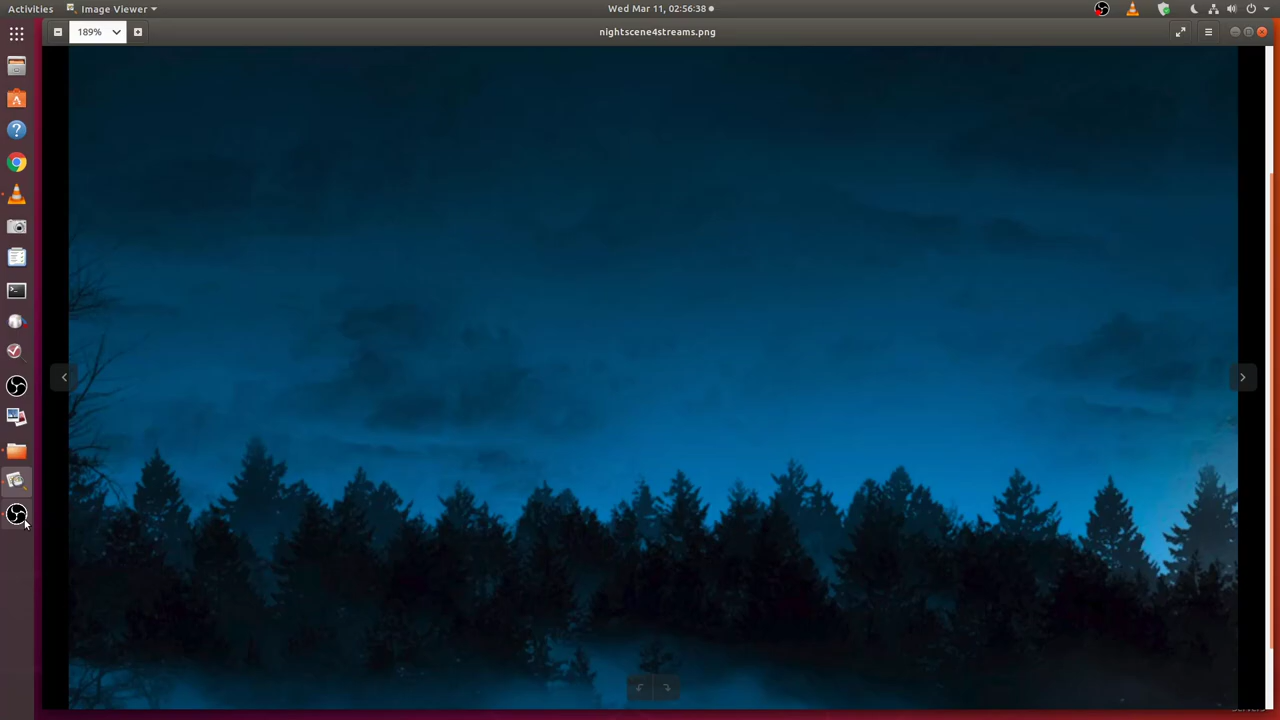 Activities
Image Viewer
Wed Mar 11, 02:56:38
189%
nightscene4streams.png